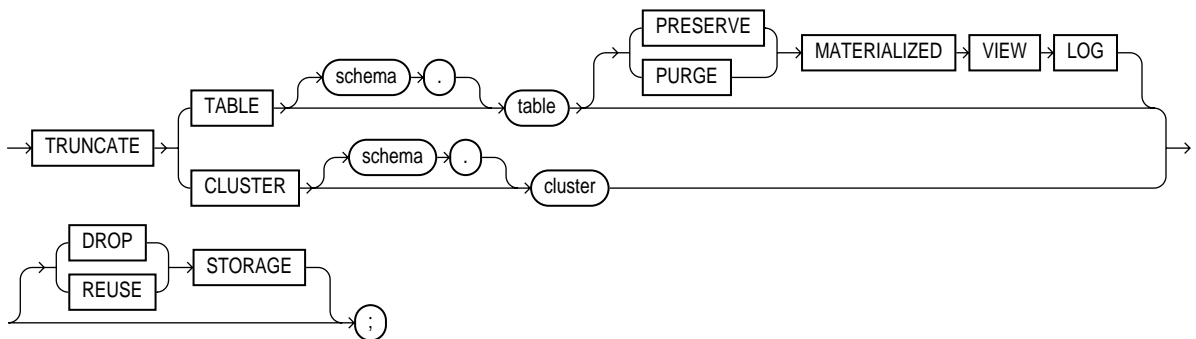 PRESERVE
PURGE MATERIALIZED VIEW LOG
schema .
TABLE table
TRUNCATE
schema .
CLUSTER cluster
DROP
REUSE STORAGE
;